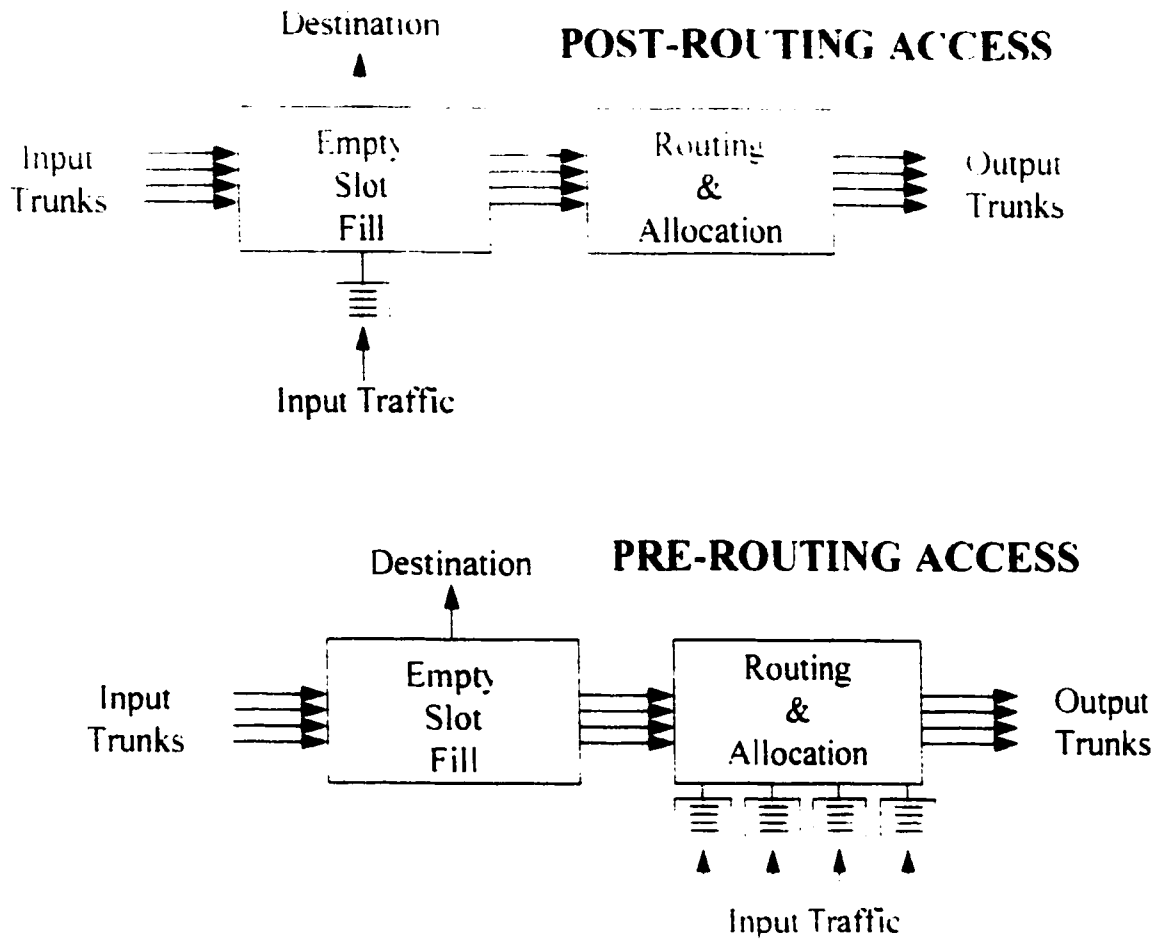 Destination
POST-ROUTING ACCESS
Input
Trunks
Empty
Slot
Fill
Routing
&
Allocation
Output
Trunks
Input Traffic
Destination
PRE-ROUTING ACCESS
Input
Trunks
Empty
Slot
Fill
Routing
&
Allocation
Output
Trunks
Input Traffic